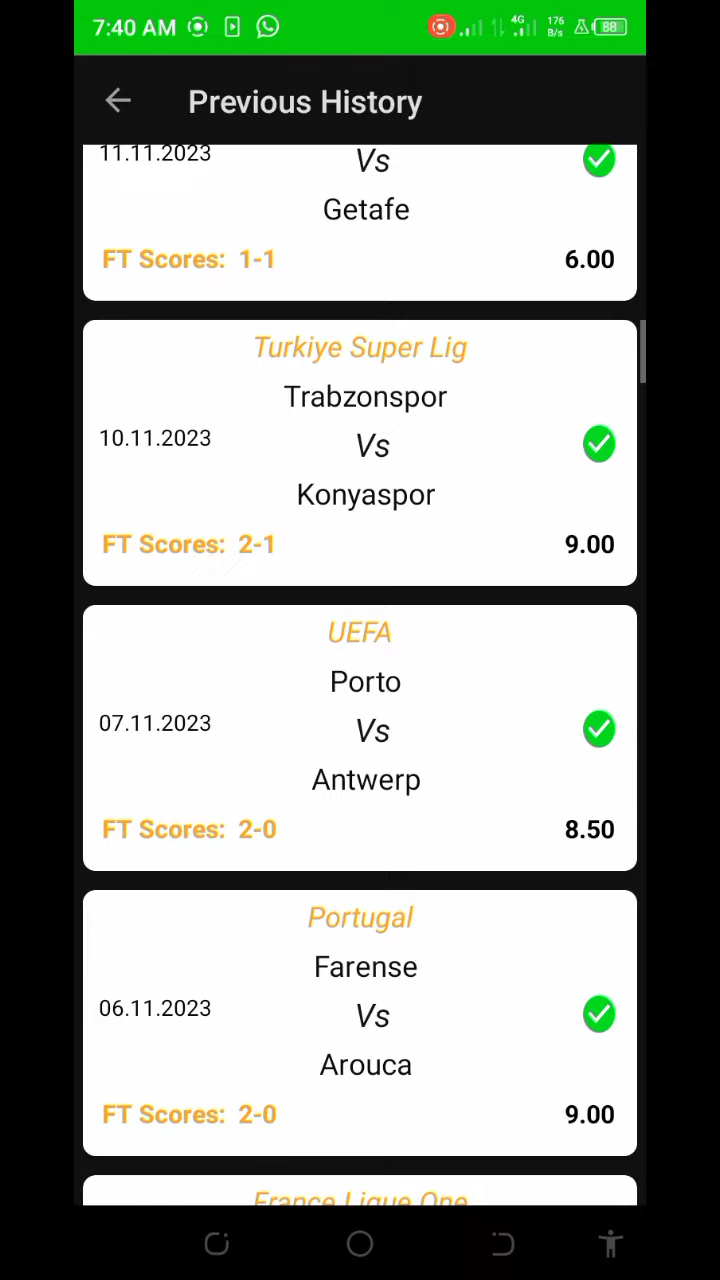 7:40 AM
4G
176
B/s
88
Previous History
11.11.2023
Vs
Getafe
FT Scores: 1-1
6.00
Turkiye Super Lig
Trabzonspor
10.11.2023
Vs
Konyaspor
FT Scores: 2-1
9.00
UEFA
Porto
07.11.2023
Vs
Antwerp
FT Scores: 2-0
8.50
Portugal
Farense
06.11.2023
Vs
Arouca
FT Scores: 2-0
9.00
France Ligue One